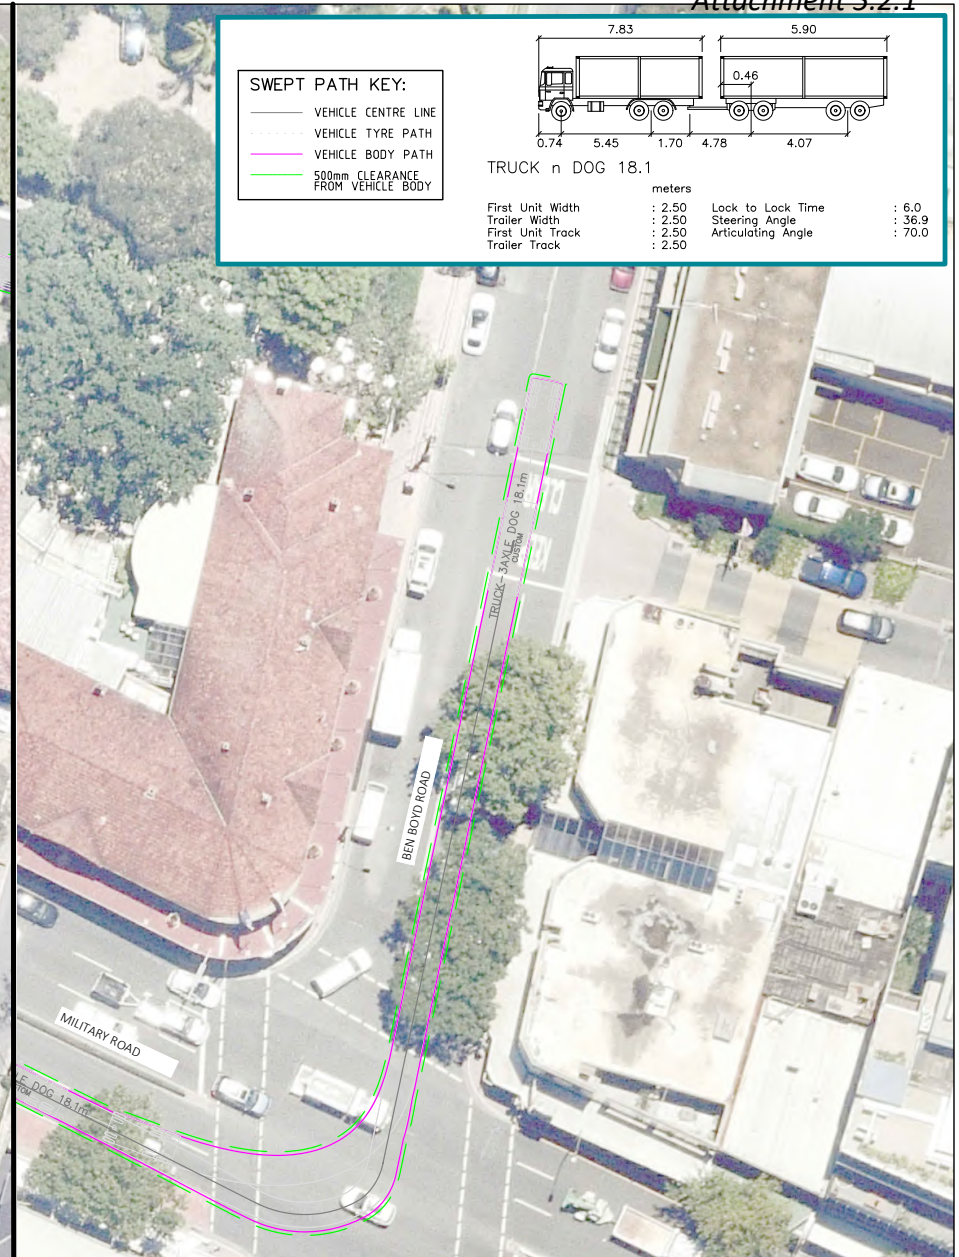 Attachment 5.2.1
SWEPT PATH KEY:
VEHICLE CENTRE LINE
VEHICLE TYRE PATH
VEHICLE BODY PATH
500mm CLEARANCE
FROM VEHICLE BODY
7.83
5.90
0.46
0.74
5.45
1.70
4.78
4.07
TRUCK n DOG 18.1
meters
First Unit Width : 2.50
Trailer Width : 2.50
First Unit Track : 2.50
Trailer Track : 2.50
Lock to Lock Time : 6.0
Steering Angle : 36.9
Articulating Angle : 70.0
TRUCK-3AXLE DOG 18.1m
CUSTOM
BEN BOYD ROAD
MILITARY ROAD
DOG 18.1m